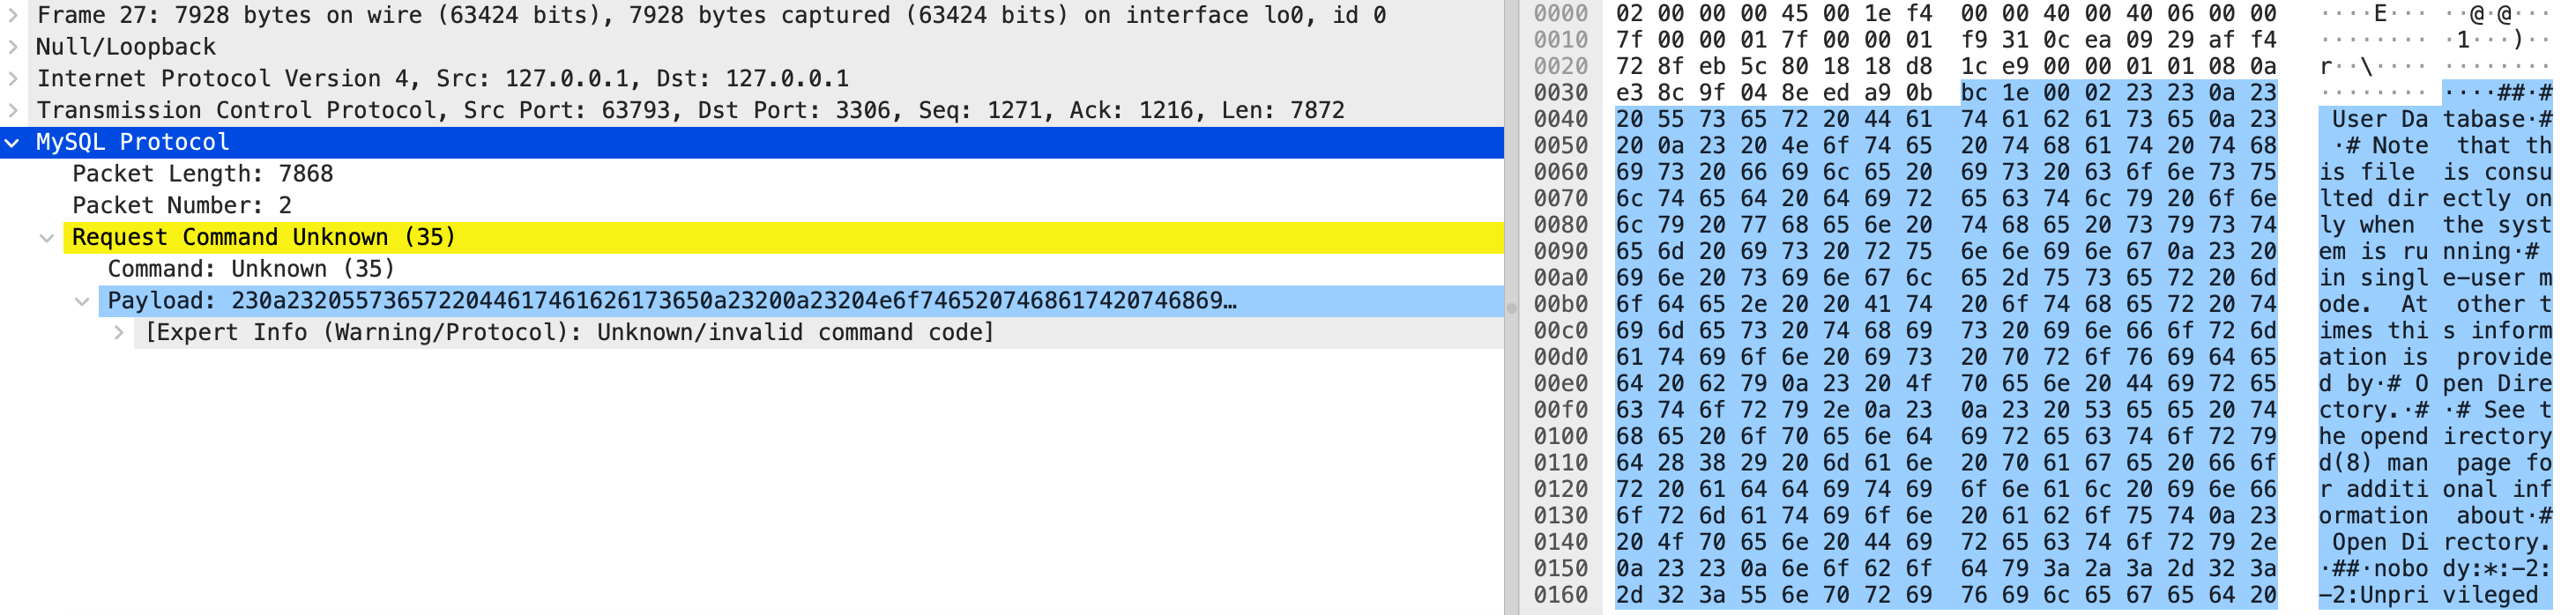 Frame 27: 7928 bytes on wire (63424 bits), 7928 bytes captured (63424 bits) on interface lo0, id 0
Null/Loopback
Internet Protocol Version 4, Src: 127.0.0.1, Dst: 127.0.0.1
Transmission Control Protocol, Src Port: 63793, Dst Port: 3306, Seq: 1271, Ack: 1216, Len: 7872
MySQL Protocol
Packet Length: 7868
Packet Number: 2
Request Command Unknown (35)
Command: Unknown (35)
Payload: 230a232055736572204461746162617365​0a23200a23204e6f7465207468617420746869…
[Expert Info (Warning/Protocol): Unknown/invalid command code]
0000 02 00 00 00 45 00 1e f4 00 00 40 00 40 06 00 00 ····E··· ··@·@···
0010 7f 00 00 01 7f 00 00 01 f9 31 0c ea 09 29 af f4 ········ ·1···)··
0020 72 8f eb 5c 80 18 18 d8 1c e9 00 00 01 01 08 0a r··\···· ········
0030 e3 8c 9f 04 8e ed a9 0b bc 1e 00 02 23 23 0a 23 ········ ····##·#
0040 20 55 73 65 72 20 44 61 74 61 62 61 73 65 0a 23 User Da tabase·#
0050 20 0a 23 20 4e 6f 74 65 20 74 68 61 74 20 74 68 ·# Note that th
0060 69 73 20 66 69 6c 65 20 69 73 20 63 6f 6e 73 75 is file is consu
0070 6c 74 65 64 20 64 69 72 65 63 74 6c 79 20 6f 6e lted dir ectly on
0080 6c 79 20 77 68 65 6e 20 74 68 65 20 73 79 73 74 ly when the syst
0090 65 6d 20 69 73 20 72 75 6e 6e 69 6e 67 0a 23 20 em is ru nning·#
00a0 69 6e 20 73 69 6e 67 6c 65 2d 75 73 65 72 20 6d in singl e-user m
00b0 6f 64 65 2e 20 20 41 74 20 6f 74 68 65 72 20 74 ode.  At other t
00c0 69 6d 65 73 20 74 68 69 73 20 69 6e 66 6f 72 6d imes thi s inform
00d0 61 74 69 6f 6e 20 69 73 20 70 72 6f 76 69 64 65 ation is provide
00e0 64 20 62 79 0a 23 20 4f 70 65 6e 20 44 69 72 65 d by·# O pen Dire
00f0 63 74 6f 72 79 2e 0a 23 0a 23 20 53 65 65 20 74 ctory.·# ·# See t
0100 68 65 20 6f 70 65 6e 64 69 72 65 63 74 6f 72 79 he opend irectory
0110 64 28 38 29 20 6d 61 6e 20 70 61 67 65 20 66 6f d(8) man page fo
0120 72 20 61 64 64 69 74 69 6f 6e 61 6c 20 69 6e 66 r additi onal inf
0130 6f 72 6d 61 74 69 6f 6e 20 61 62 6f 75 74 0a 23 ormation about·#
0140 20 4f 70 65 6e 20 44 69 72 65 63 74 6f 72 79 2e Open Di rectory.
0150 0a 23 23 0a 6e 6f 62 6f 64 79 3a 2a 3a 2d 32 3a ·##·nobo dy:*:-2:
0160 2d 32 3a 55 6e 70 72 69 76 69 6c 65 67 65 64 20 -2:Unpri vileged